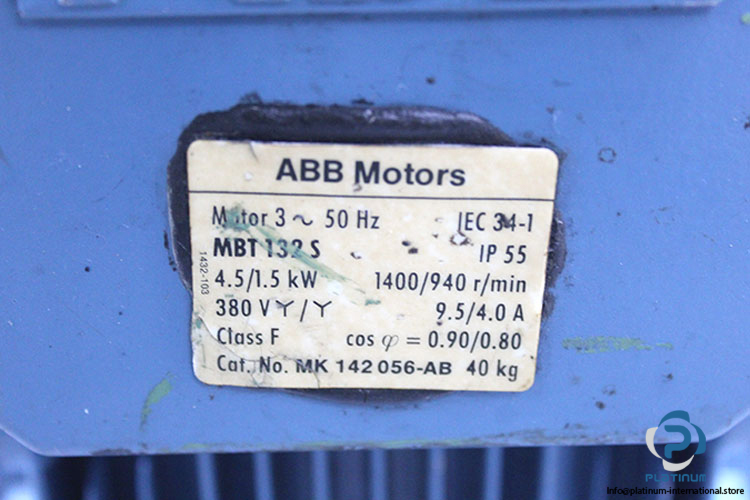 ABB Motors
Motor 3 ~ 50 Hz IEC 34-1
MBT 132 S IP 55
4.5/1.5 kW 1400/940 r/min
380 V Y/Y 9.5/4.0 A
Class F cos φ = 0.90/0.80
Cat. No. MK 142 056-AB 40 kg
1432-103
PLATINUM
Info@platinum-international.store